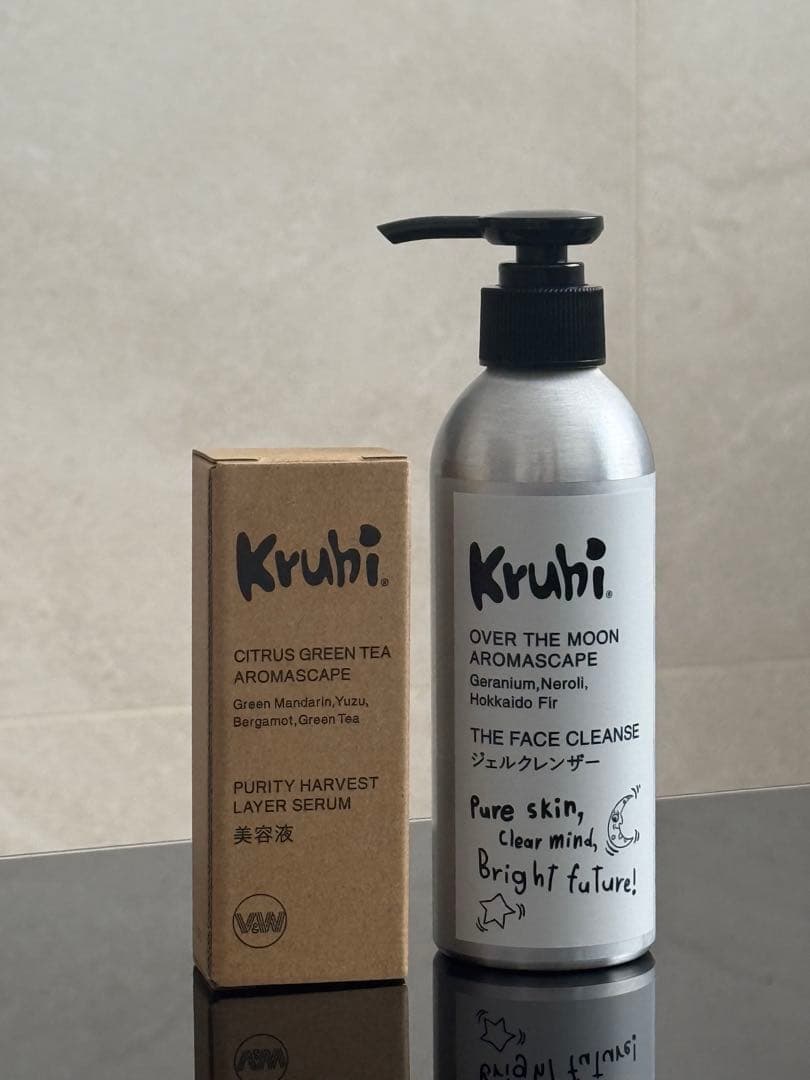 Kruhi®
CITRUS GREEN TEA
AROMASCAPE
Green Mandarin,Yuzu,
Bergamot,Green Tea
PURITY HARVEST
LAYER SERUM
美容液
V&W
Kruhi®
OVER THE MOON
AROMASCAPE
Geranium,Neroli,
Hokkaido Fir
THE FACE CLEANSE
ジェルクレンザー
Pure skin,
Clear mind,
Bright future!